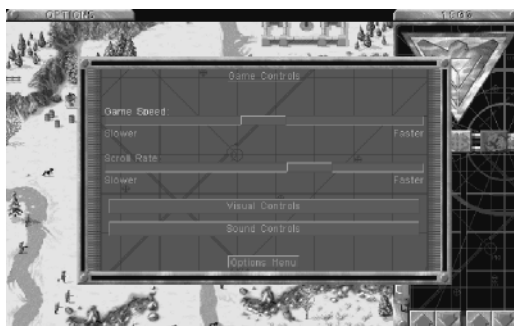 OPTIONS
Game Controls
Game Speed:
Slower Faster
Scroll Rate:
Slower Faster
Visual Controls
Sound Controls
Options Menu